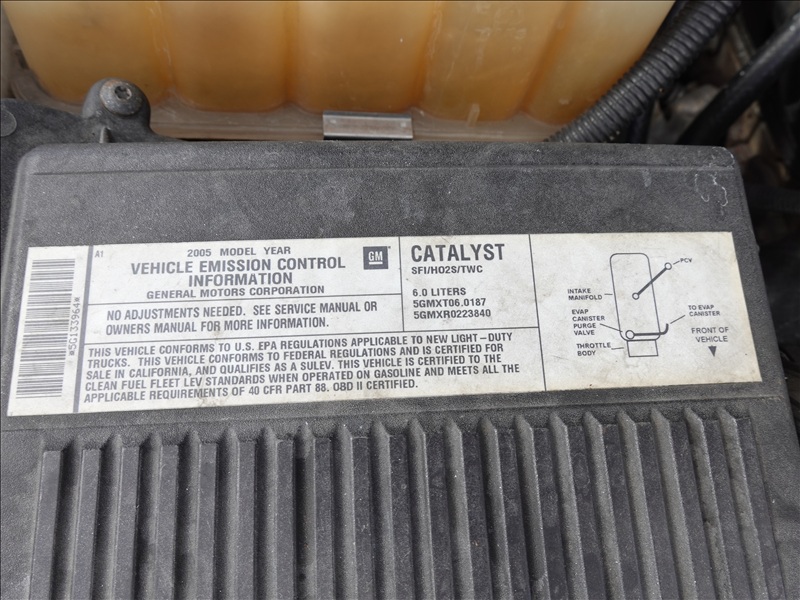 A1
2005 MODEL YEAR
VEHICLE EMISSION CONTROL
INFORMATION
GENERAL MOTORS CORPORATION
GM
NO ADJUSTMENTS NEEDED. SEE SERVICE MANUAL OR
OWNERS MANUAL FOR MORE INFORMATION.
CATALYST
SFI/HO2S/TWC
6.0 LITERS
5GMXT06.0187
5GMXR0223840
THIS VEHICLE CONFORMS TO U.S. EPA REGULATIONS APPLICABLE TO NEW LIGHT-DUTY
TRUCKS. THIS VEHICLE CONFORMS TO FEDERAL REGULATIONS AND IS CERTIFIED FOR
SALE IN CALIFORNIA, AND QUALIFIES AS A SULEV. THIS VEHICLE IS CERTIFIED TO
CLEAN FUEL FLEET LEV STANDARDS WHEN OPERATED ON GASOLINE AND MEETS ALL THE
APPLICABLE REQUIREMENTS OF 40 CFR PART 88. OBD II CERTIFIED.
*5G133964*
PCV
INTAKE
MANIFOLD
EVAP
CANISTER
PURGE
VALVE
THROTTLE
BODY
TO EVAP
CANISTER
FRONT OF
VEHICLE